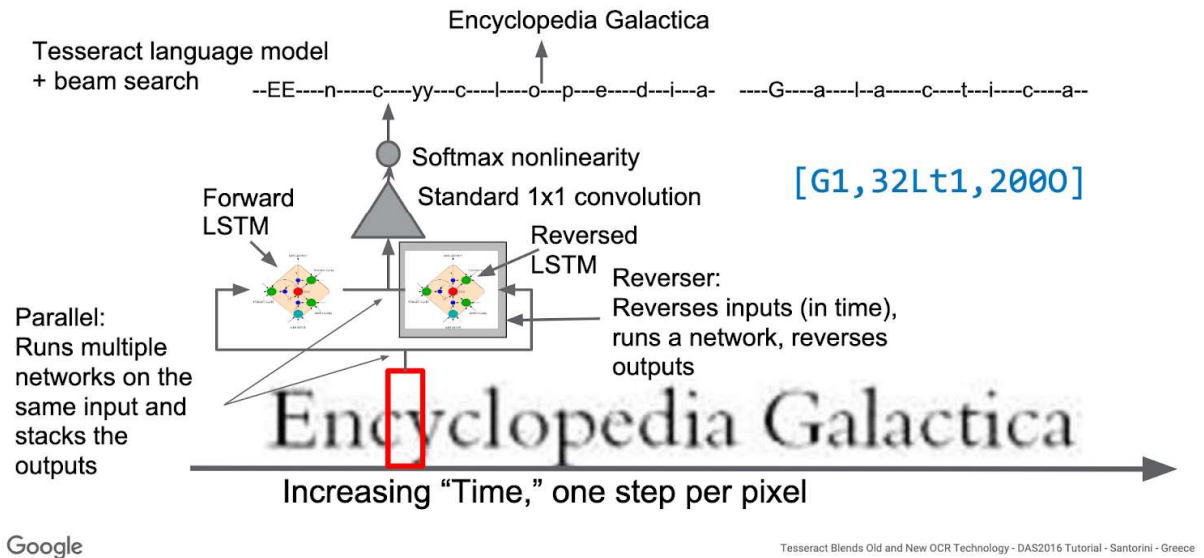 Encyclopedia Galactica
Tesseract language model
+ beam search
--EE----n-----c----yy---c---l----o---p---e----d---i---a- ----G----a----l--a-----c---t---i----c----a--
Softmax nonlinearity
[G1,32Lt1,200O]
Standard 1x1 convolution
Forward
LSTM
Reversed
LSTM
Reverser:
Reverses inputs (in time),
runs a network, reverses
outputs
Parallel:
Runs multiple
networks on the
same input and
stacks the
outputs
Encyclopedia Galactica
Increasing “Time,” one step per pixel
Google
Tesseract Blends Old and New OCR Technology - DAS2016 Tutorial - Santorini - Greece